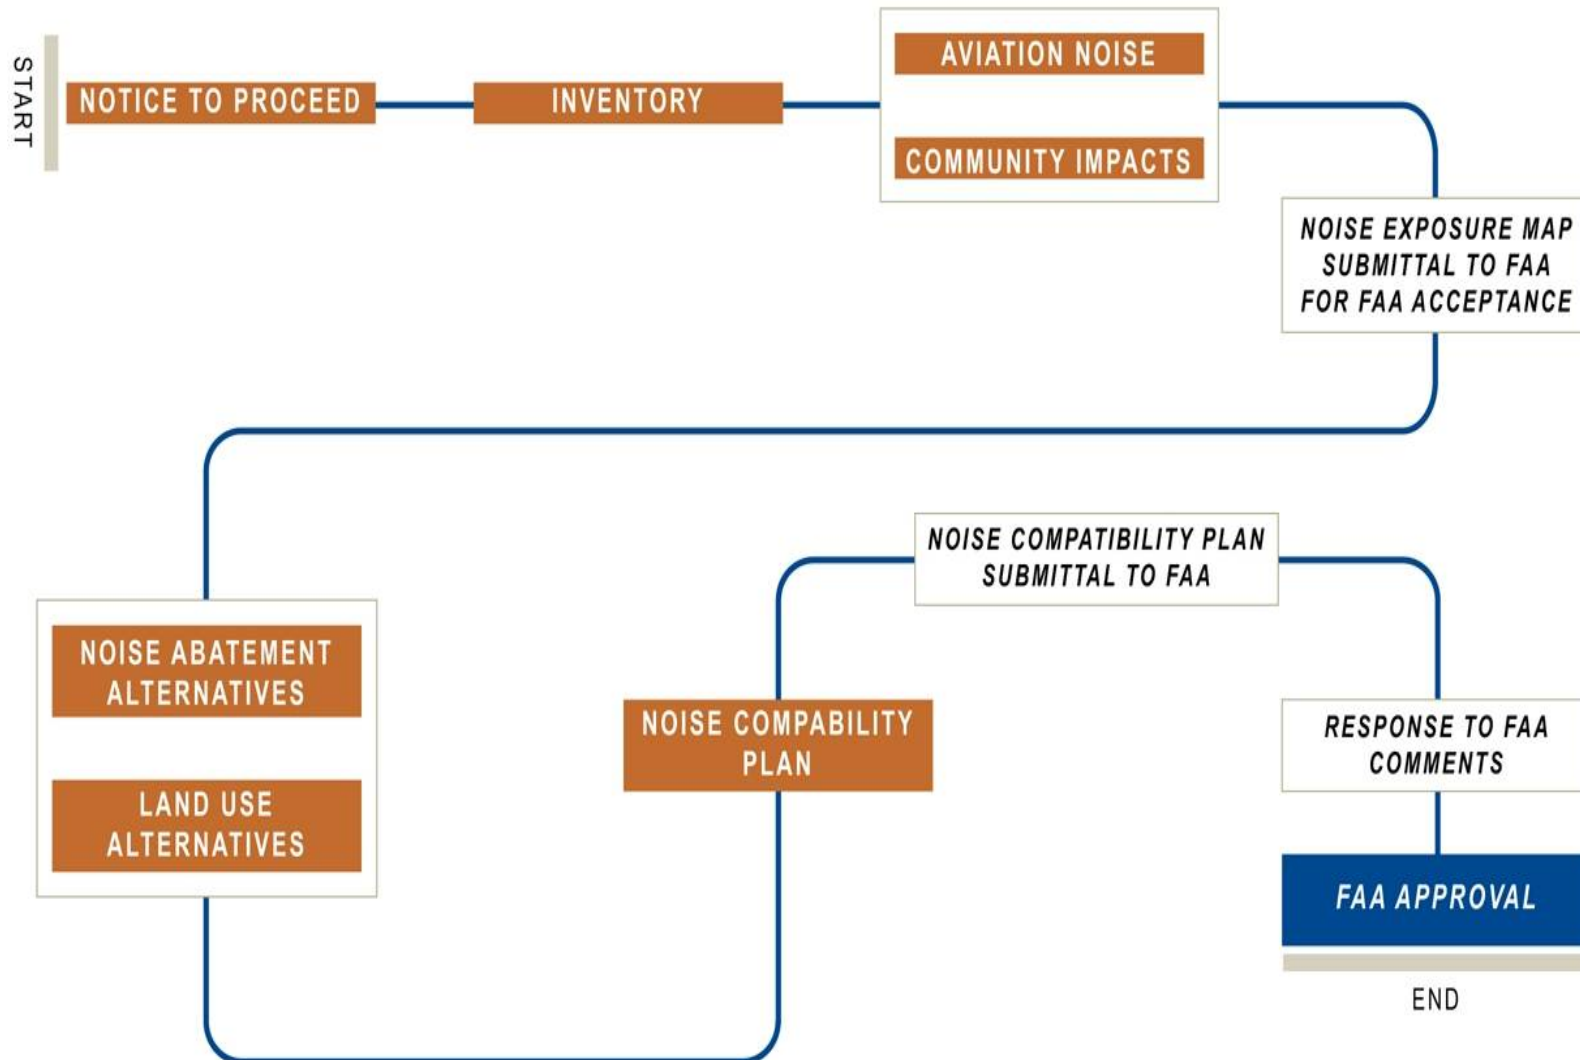 START
NOTICE TO PROCEED
INVENTORY
AVIATION NOISE
COMMUNITY IMPACTS
NOISE EXPOSURE MAP
SUBMITTAL TO FAA
FOR FAA ACCEPTANCE
NOISE ABATEMENT
ALTERNATIVES
LAND USE
ALTERNATIVES
NOISE COMPABILITY
PLAN
NOISE COMPATIBILITY PLAN
SUBMITTAL TO FAA
RESPONSE TO FAA
COMMENTS
FAA APPROVAL
END